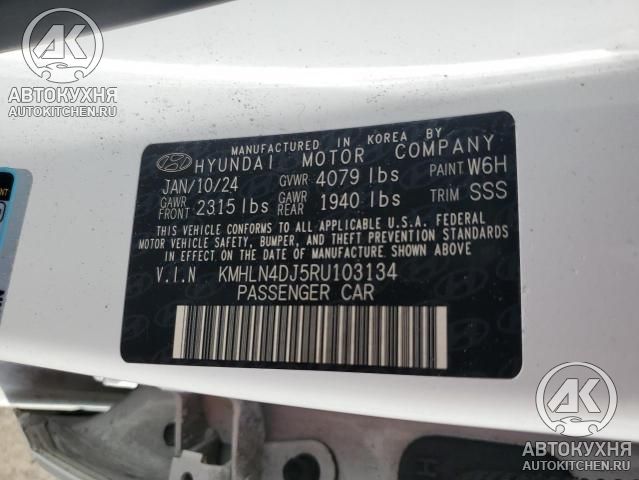 АВТОКУХНЯ
AUTOKITCHEN.RU
MANUFACTURED IN KOREA BY
HYUNDAI MOTOR COMPANY
JAN/10/24 GVWR 4079 lbs PAINT W6H
GAWR FRONT 2315 lbs GAWR REAR 1940 lbs TRIM SSS
THIS VEHICLE CONFORMS TO ALL APPLICABLE U.S.A. FEDERAL
MOTOR VEHICLE SAFETY, BUMPER, AND THEFT PREVENTION STANDARDS
IN EFFECT ON THE DATE OF MANUFACTURE SHOWN ABOVE
V.I.N KMHLN4DJ5RU103134
PASSENGER CAR
АК
АВТОКУХНЯ
AUTOKITCHEN.RU